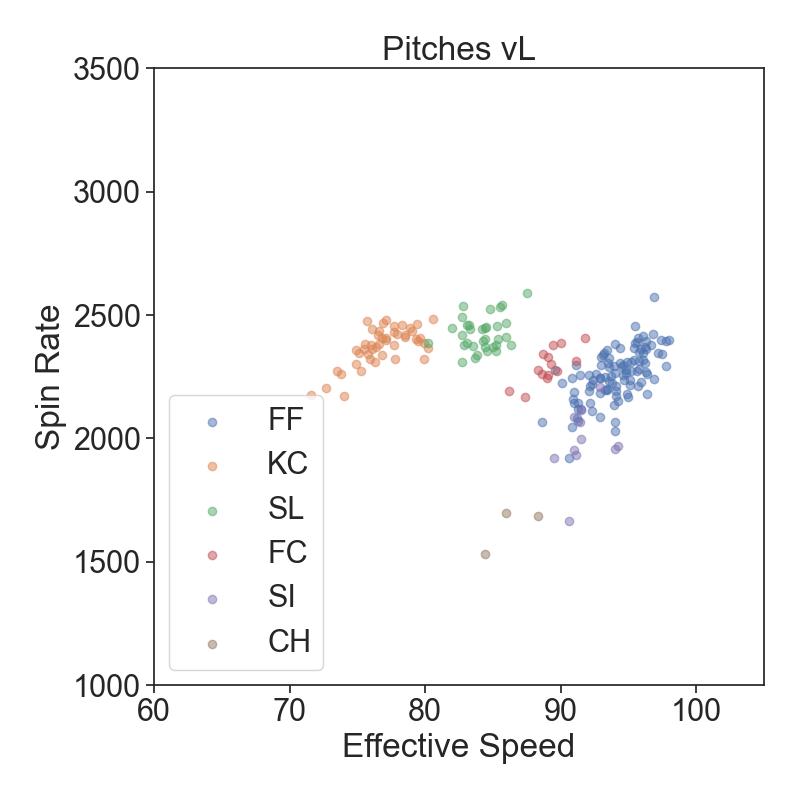 Pitches vL
3500
3000
2500
2000
1500
1000
Spin Rate
FF
KC
SL
FC
SI
CH
60 70 80 90 100
Effective Speed